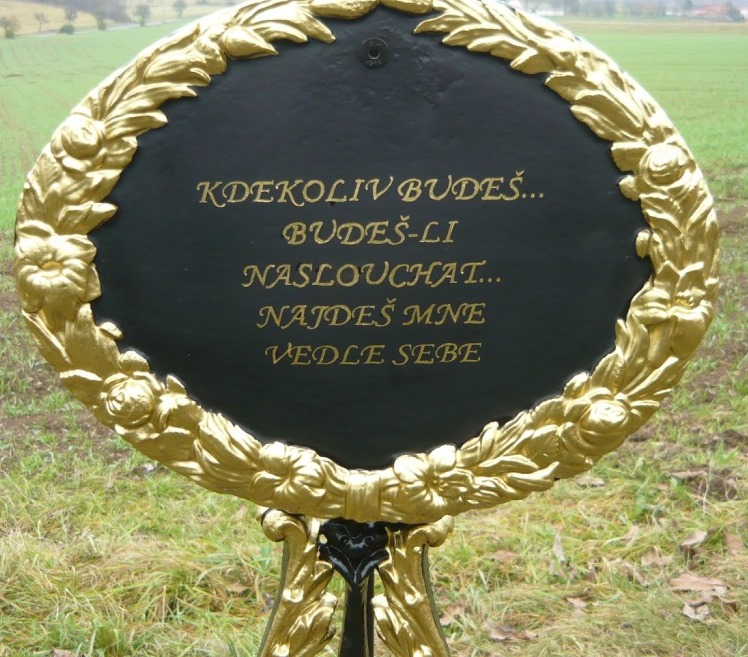 KDEKOLIV BUDEŠ...
BUDEŠ-LI
NASLOUCHAT...
NAJDEŠ MNE
VEDLE SEBE